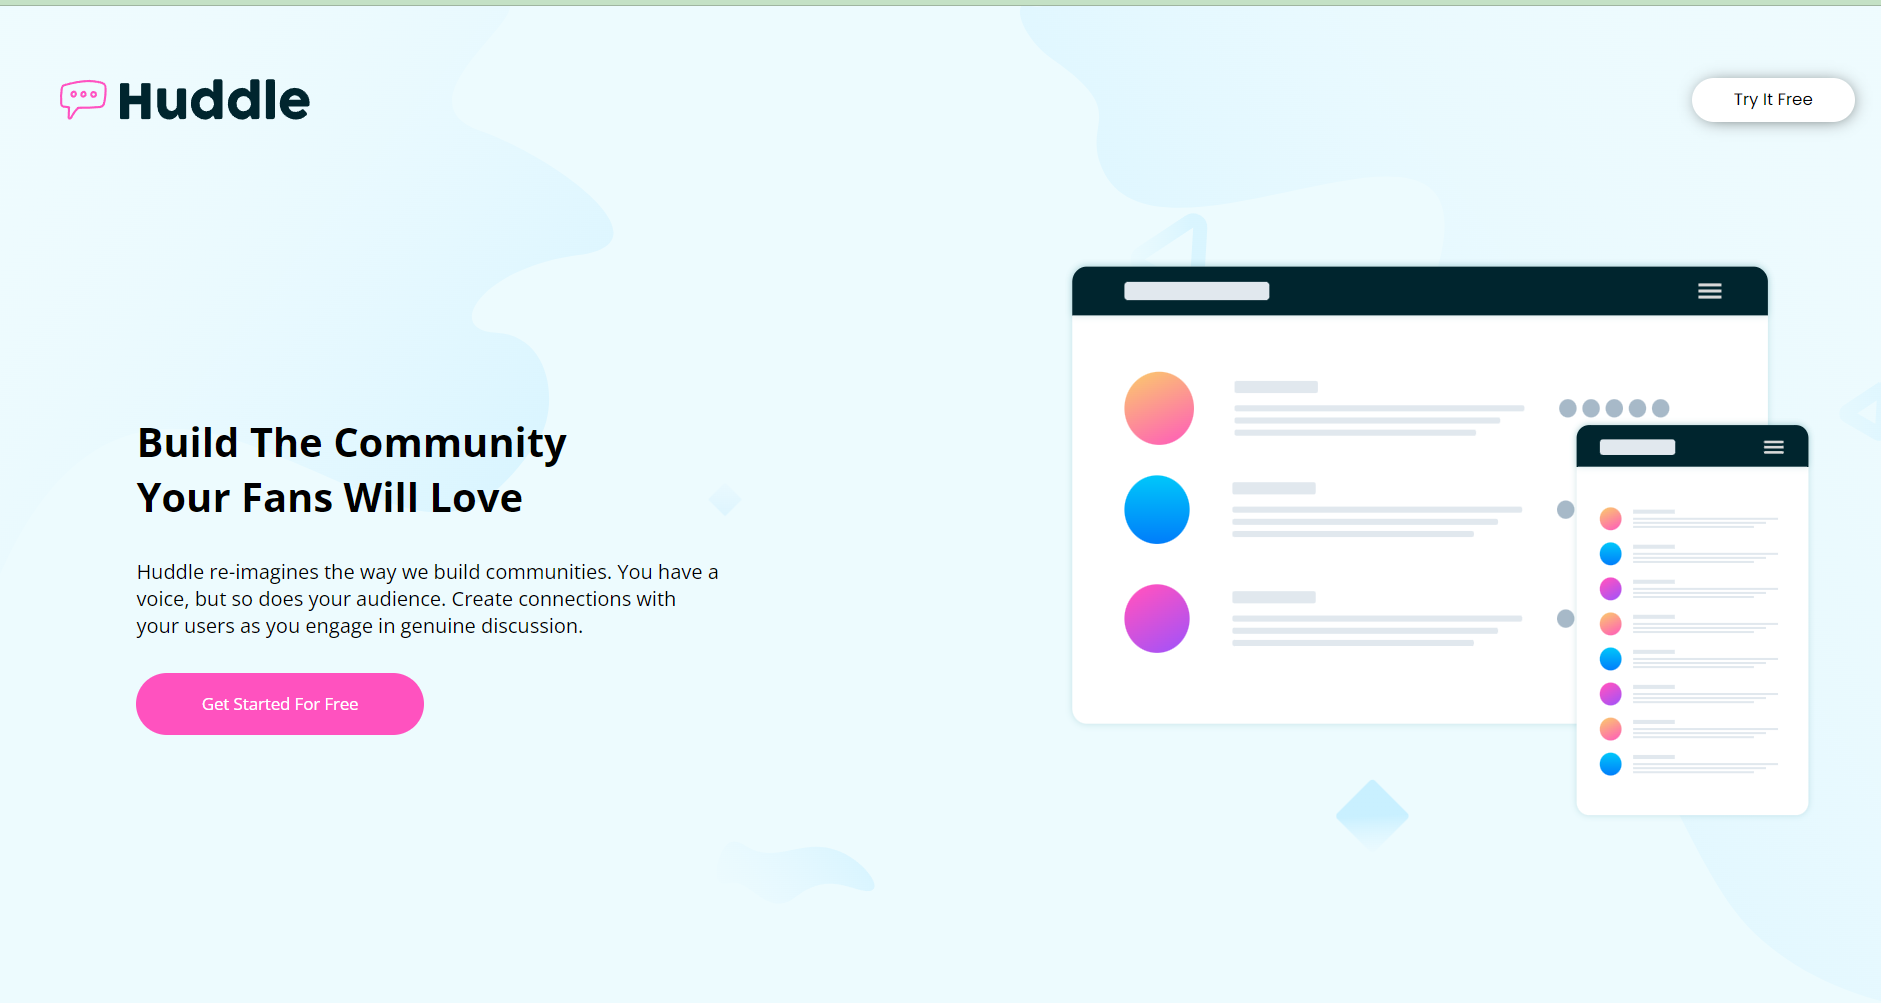 Huddle
Try It Free
Build The Community
Your Fans Will Love
Huddle re-imagines the way we build communities. You have a
voice, but so does your audience. Create connections with
your users as you engage in genuine discussion.
Get Started For Free